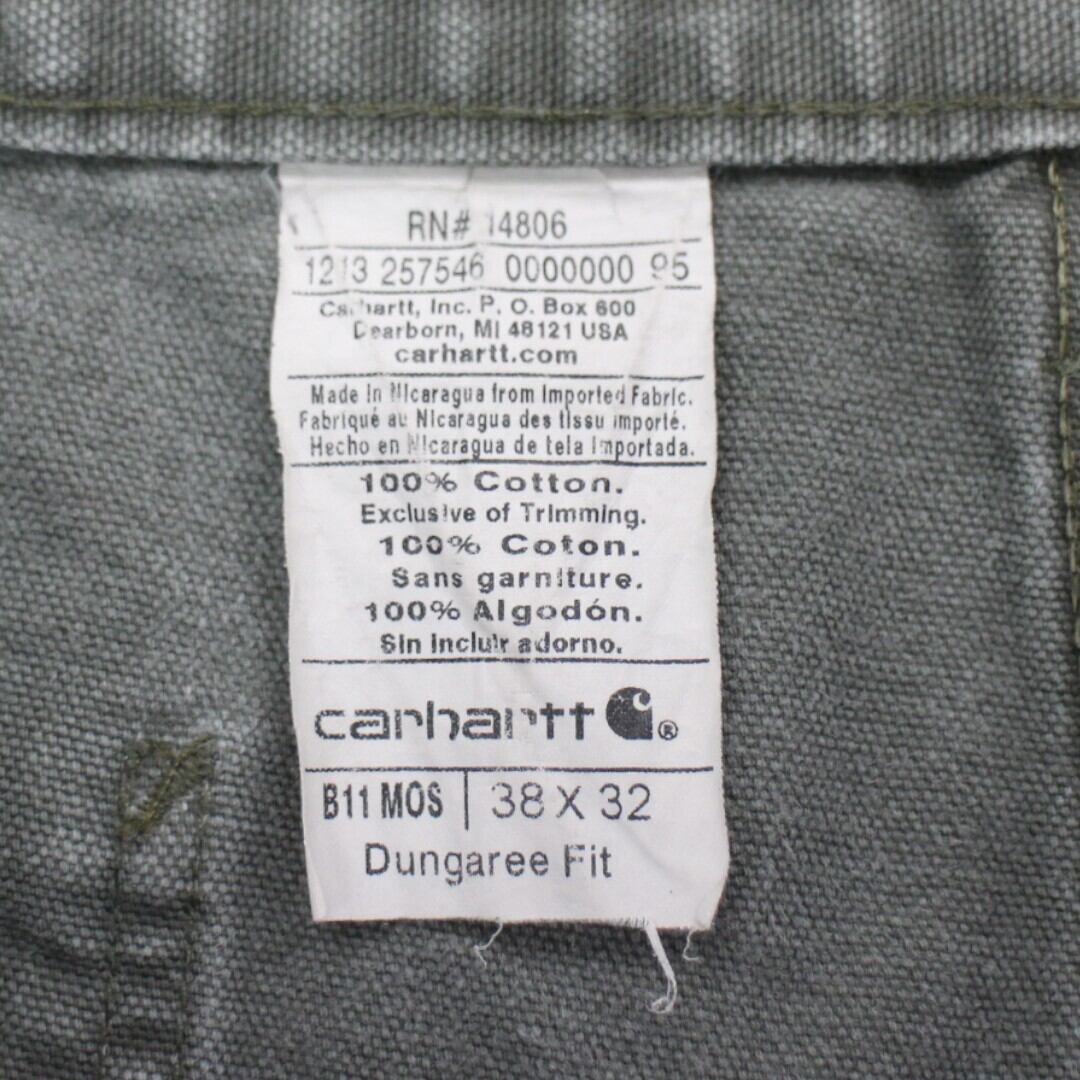 RN# 14806
1213 257546 0000000 95
Carhartt, Inc. P. O. Box 600
Dearborn, MI 48121 USA
carhartt.com
Made in Nicaragua from Imported Fabric.
Fabriqué au Nicaragua des tissu importé.
Hecho en Nicaragua de tela Importada.
100% Cotton.
Exclusive of Trimming.
100% Coton.
Sans garniture.
100% Algodón.
Sin incluir adorno.
carhartt ®
B11 MOS | 38 X 32
Dungaree Fit